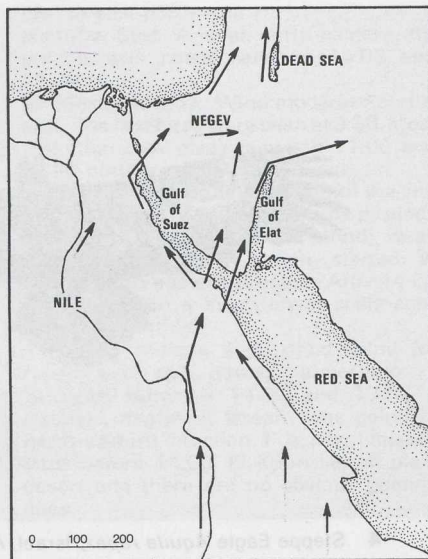 DEAD SEA
NEGEV
Gulf
of
Suez
Gulf
of
Elat
NILE
RED SEA
0 100 200